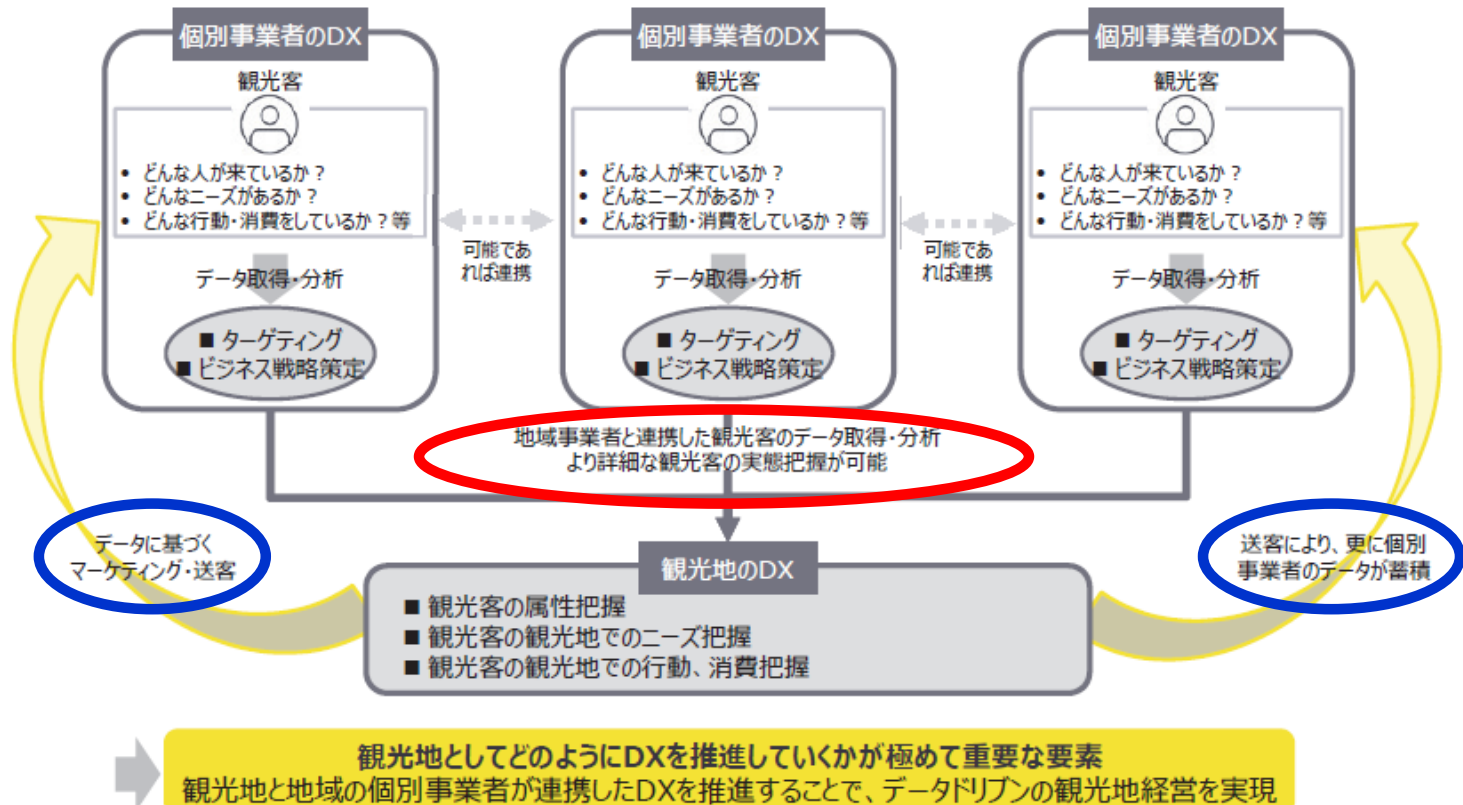 個別事業者のDX
観光客
• どんな人が来ているか？
• どんなニーズがあるか？
• どんな行動・消費をしているか？等
データ取得・分析
■ ターゲティング
■ ビジネス戦略策定
可能であ
れば連携
個別事業者のDX
観光客
• どんな人が来ているか？
• どんなニーズがあるか？
• どんな行動・消費をしているか？等
データ取得・分析
■ ターゲティング
■ ビジネス戦略策定
可能であ
れば連携
個別事業者のDX
観光客
• どんな人が来ているか？
• どんなニーズがあるか？
• どんな行動・消費をしているか？等
データ取得・分析
■ ターゲティング
■ ビジネス戦略策定
地域事業者と連携した観光客のデータ取得・分析
より詳細な観光客の実態把握が可能
データに基づく
マーケティング・送客
送客により、更に個別
事業者のデータが蓄積
観光地のDX
■ 観光客の属性把握
■ 観光客の観光地でのニーズ把握
■ 観光客の観光地での行動、消費把握
観光地としてどのようにDXを推進していくかが極めて重要な要素
観光地と地域の個別事業者が連携したDXを推進することで、データドリブンの観光地経営を実現